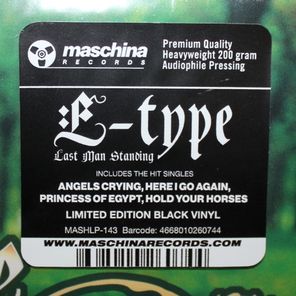 maschina
RECORDS
Premium Quality
Heavyweight 200 gram
Audiophile Pressing
:E-type
Last Man Standing
INCLUDES THE HIT SINGLES
ANGELS CRYING, HERE I GO AGAIN,
PRINCESS OF EGYPT, HOLD YOUR HORSES
LIMITED EDITION BLACK VINYL
MASHLP-143 Barcode: 4668010260744
WWW.MASCHINARECORDS.COM